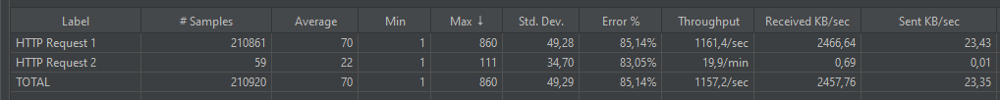 Label # Samples Average Min Max ↓ Std. Dev. Error % Throughput Received KB/sec Sent KB/sec
HTTP Request 1 210861 70 1 860 49,28 85,14% 1161,4/sec 2466,64 23,43
HTTP Request 2 59 22 1 111 34,70 83,05% 19,9/min 0,69 0,01
TOTAL 210920 70 1 860 49,29 85,14% 1157,2/sec 2457,76 23,35